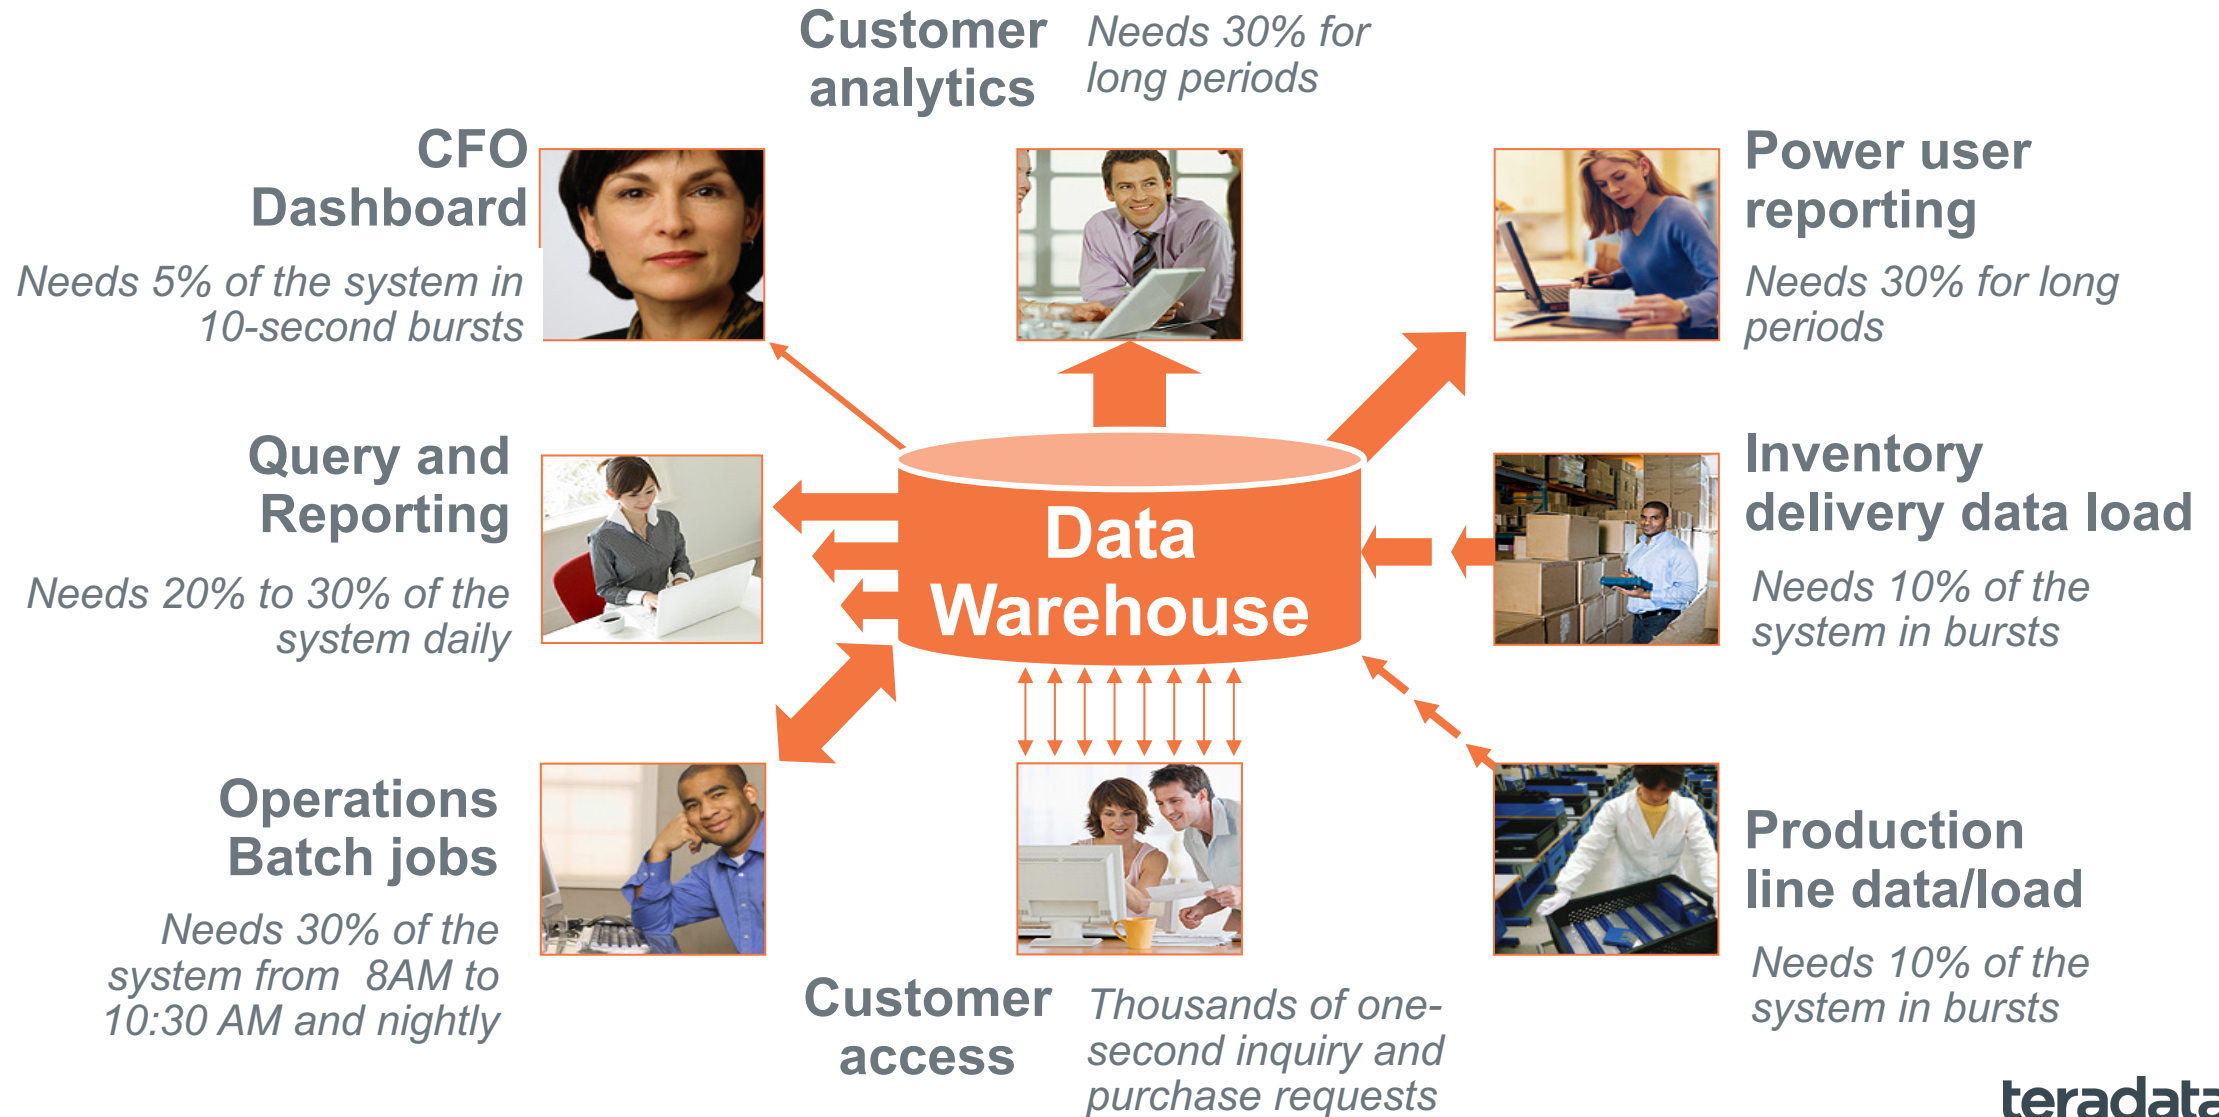 Customer
analytics
Needs 30% for
long periods
CFO
Dashboard
Needs 5% of the system in
10-second bursts
Power user
reporting
Needs 30% for long
periods
Query and
Reporting
Needs 20% to 30% of the
system daily
Data
Warehouse
Inventory
delivery data load
Needs 10% of the
system in bursts
Operations
Batch jobs
Needs 30% of the
system from 8AM to
10:30 AM and nightly
Customer
access
Thousands of one-
second inquiry and
purchase requests
Production
line data/load
Needs 10% of the
system in bursts
teradata